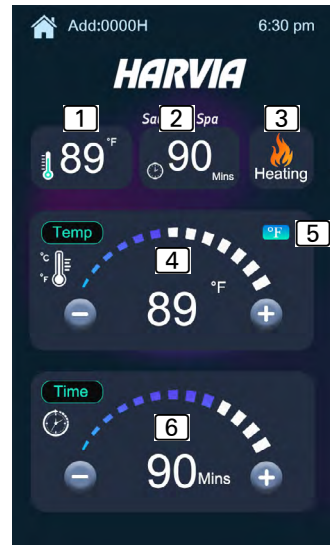 Add:0000H 6:30 pm
HARVIA
Sa Spa
1 2 3
89 °F 90 Mins Heating
Temp °F 5
°C
°F
4
89 °F
− +
Time
6
90 Mins
− +